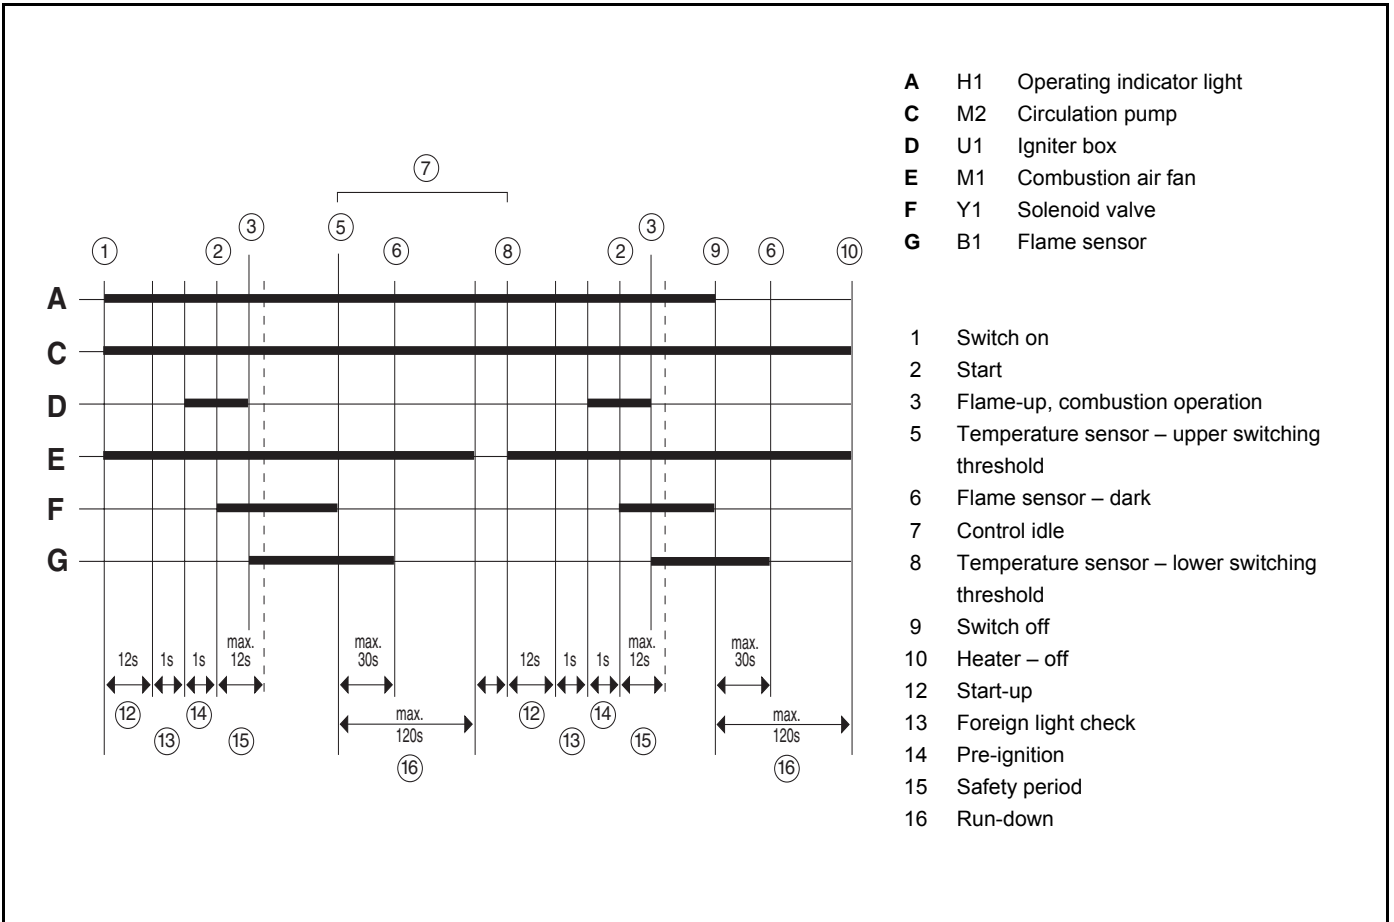 A H1 Operating indicator light
C M2 Circulation pump
D U1 Igniter box
E M1 Combustion air fan
F Y1 Solenoid valve
G B1 Flame sensor
7
3 5 3
1 2 6 8 2 9 6 10
A
C
D
E
F
G
max. max. max. max.
12s 1s 1s 12s 30s 12s 1s 1s 12s 30s
12 14 12 14
13 15 13 15
max. max.
120s 120s
16 16
1 Switch on
2 Start
3 Flame-up, combustion operation
5 Temperature sensor – upper switching
threshold
6 Flame sensor – dark
7 Control idle
8 Temperature sensor – lower switching
threshold
9 Switch off
10 Heater – off
12 Start-up
13 Foreign light check
14 Pre-ignition
15 Safety period
16 Run-down